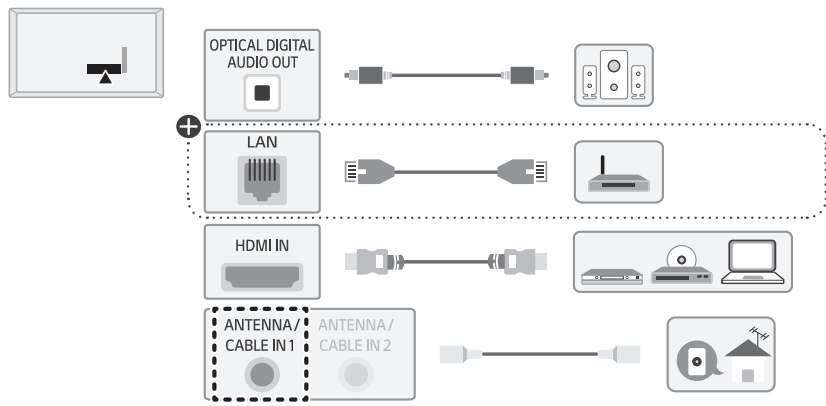 OPTICAL DIGITAL
AUDIO OUT
LAN
HDMI IN
ANTENNA /
CABLE IN 1
ANTENNA /
CABLE IN 2